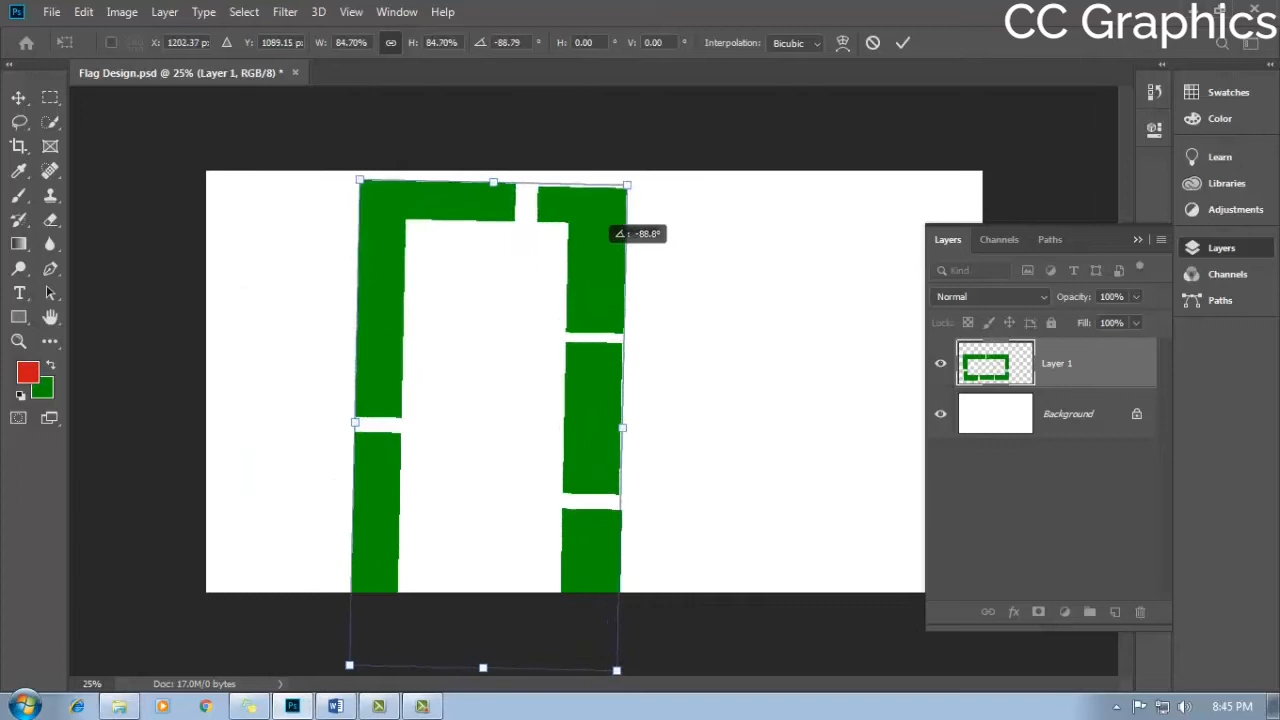 CC Graphics
File Edit Image Layer Type Select Filter 3D View Window Help
X: 1202.37 p: Y: 1089.15 p: W: 84.70% H: 84.70% -88.79 ° H: 0.00 ° V: 0.00 ° Interpolation: Bicubic
Flag Design.psd @ 25% (Layer 1, RGB/8) * ×
Swatches
Color
Learn
Libraries
Adjustments
Layers
Channels
Paths
: -88.8°
Layers Channels Paths
Kind
Normal Opacity: 100%
Lock: Fill: 100%
Layer 1
Background
25% Doc: 17.0M/0 bytes
8:45 PM